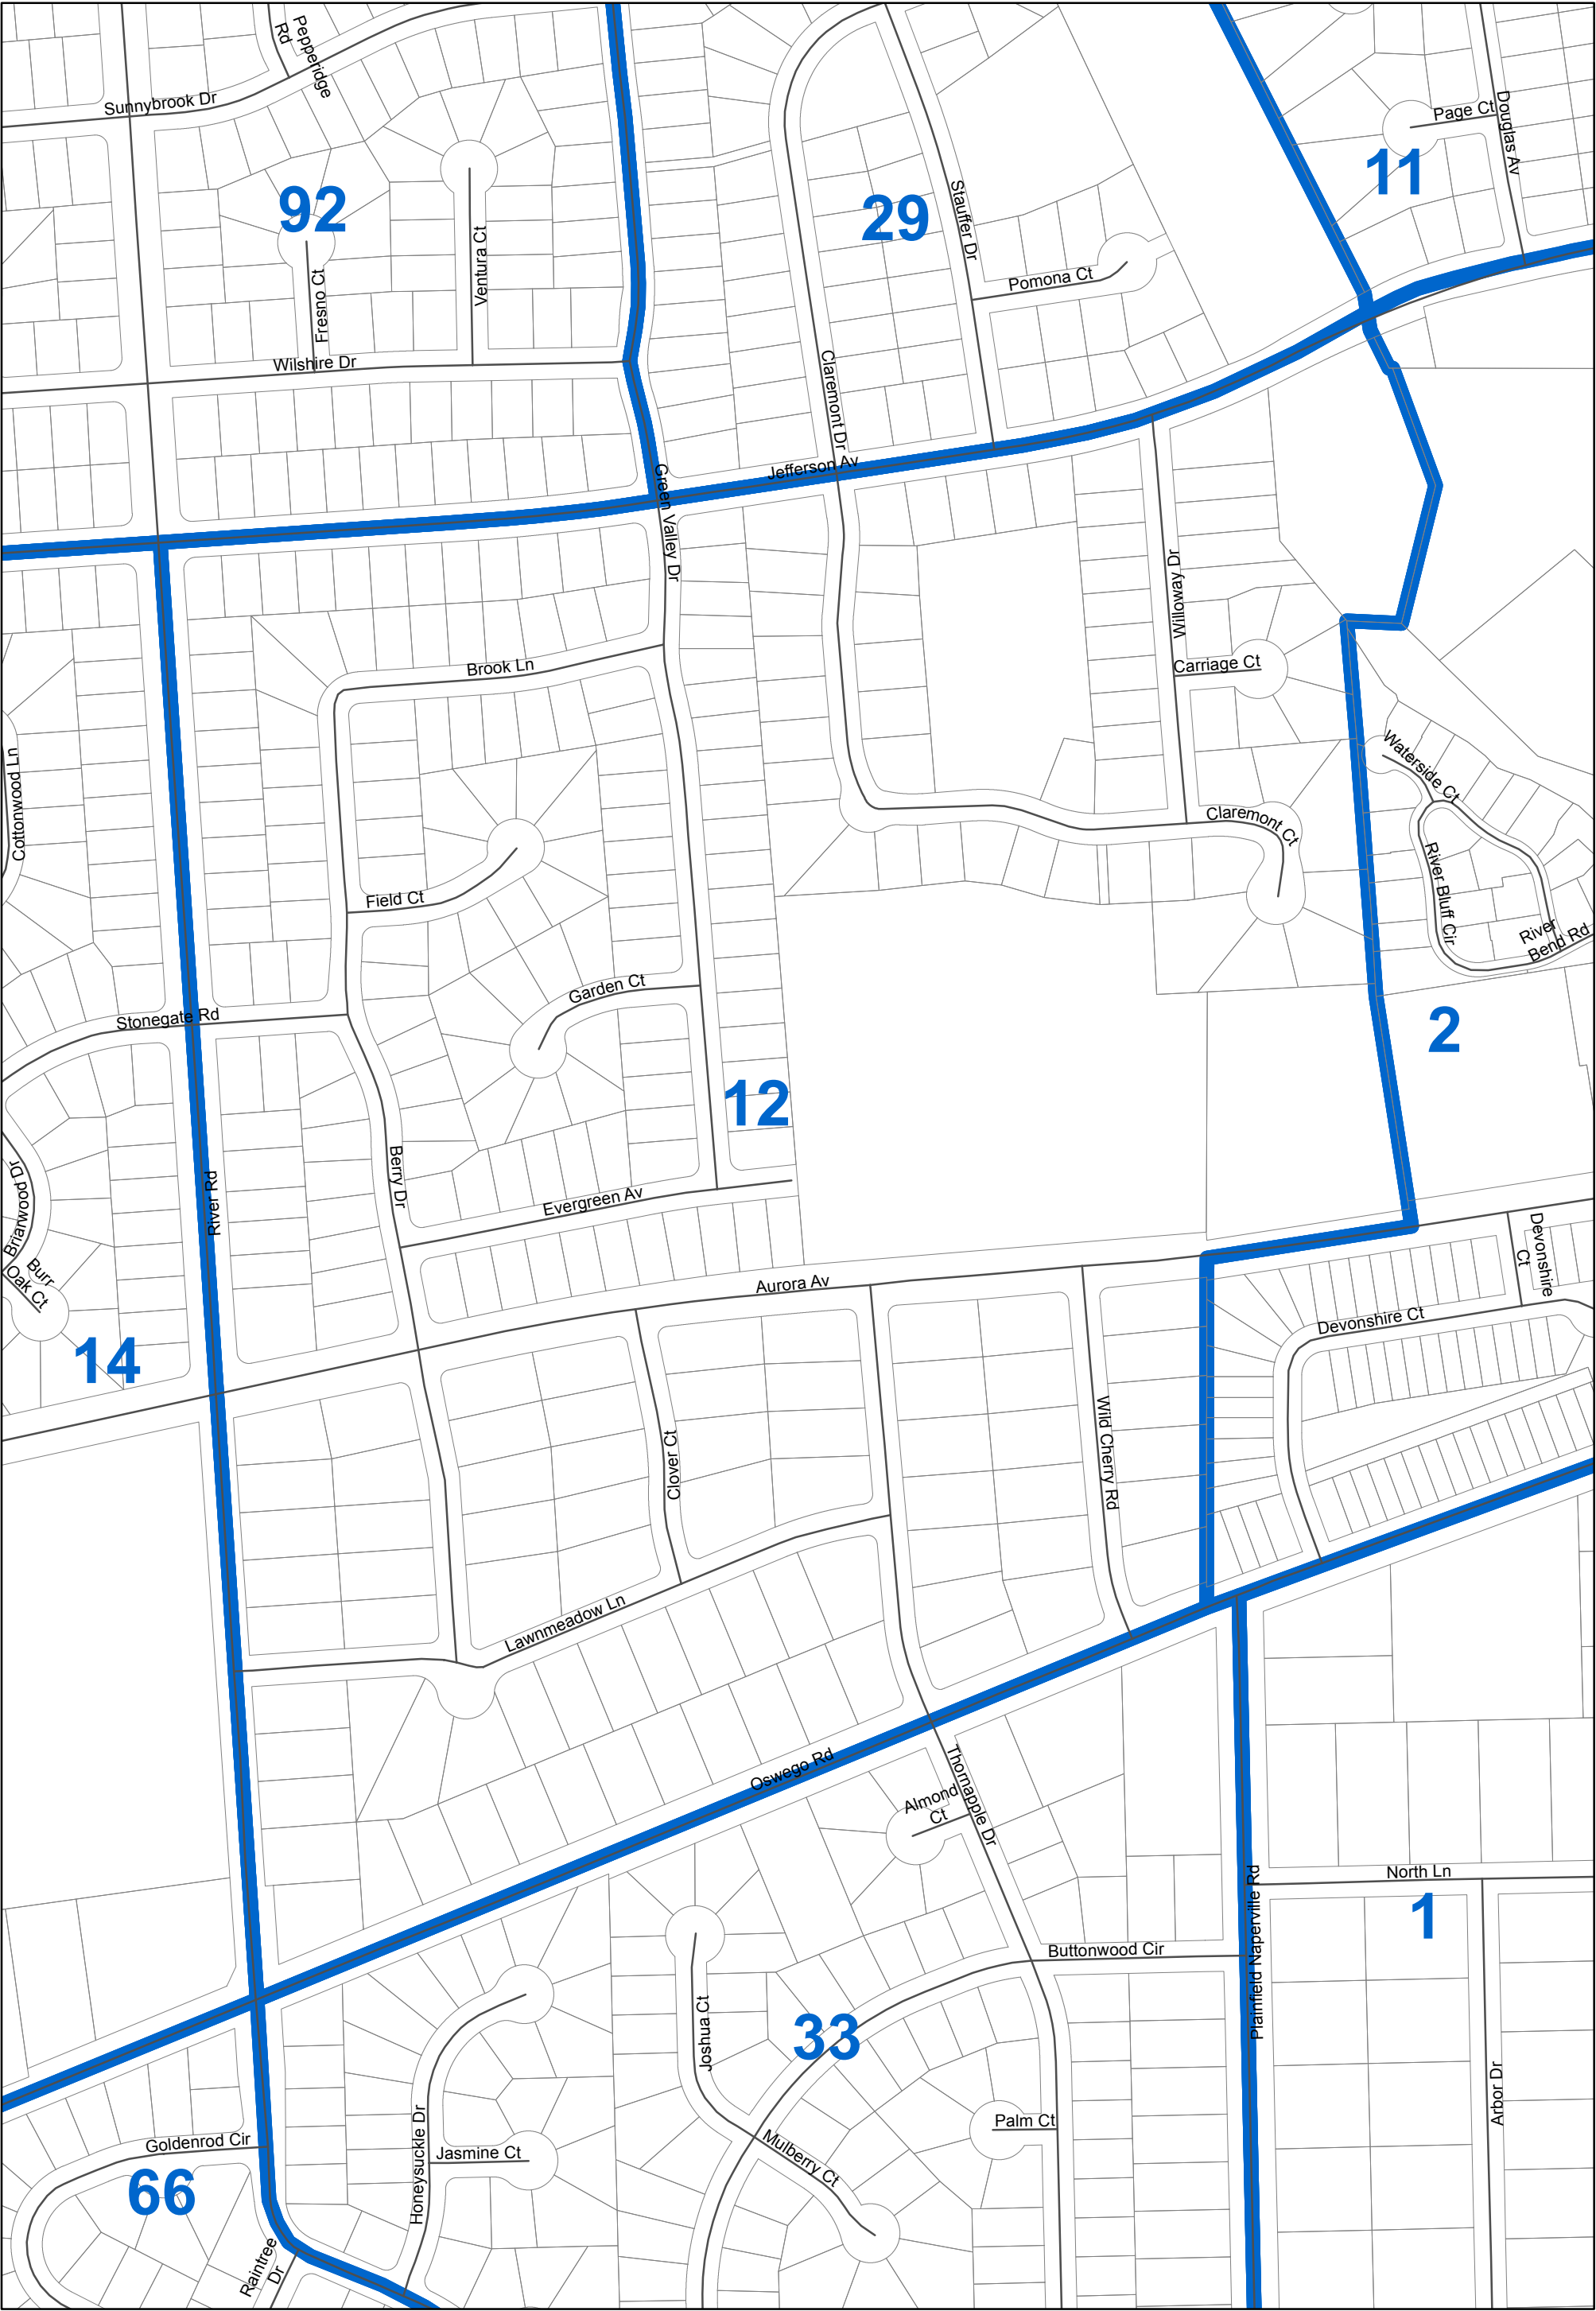 Pepperidge
Rd
Sunnybrook Dr
Page Ct
Douglas Av
11
92
29
Stauffer Dr
Ventura Ct
Fresno Ct
Pomona Ct
Wilshire Dr
Claremont Dr
Jefferson Av
Green Valley Dr
Willoway Dr
Brook Ln
Carriage Ct
Cottonwood Ln
Waterside Ct
Claremont Ct
River Bluff Cir
River
Bend Rd
Field Ct
Garden Ct
Stonegate Rd
2
12
Briarwood Dr
River Rd
Berry Dr
Evergreen Av
Burr
Oak Ct
Aurora Av
Devonshire
Ct
Devonshire Ct
14
Clover Ct
Wild Cherry Rd
Lawnmeadow Ln
Oswego Rd
Thornapple Dr
Almond
Ct
North Ln
1
Plainfield Naperville Rd
Buttonwood Cir
Joshua Ct
33
Arbor Dr
Honeysuckle Dr
Palm Ct
Goldenrod Cir
Jasmine Ct
Mulberry Ct
66
Raintree
Dr